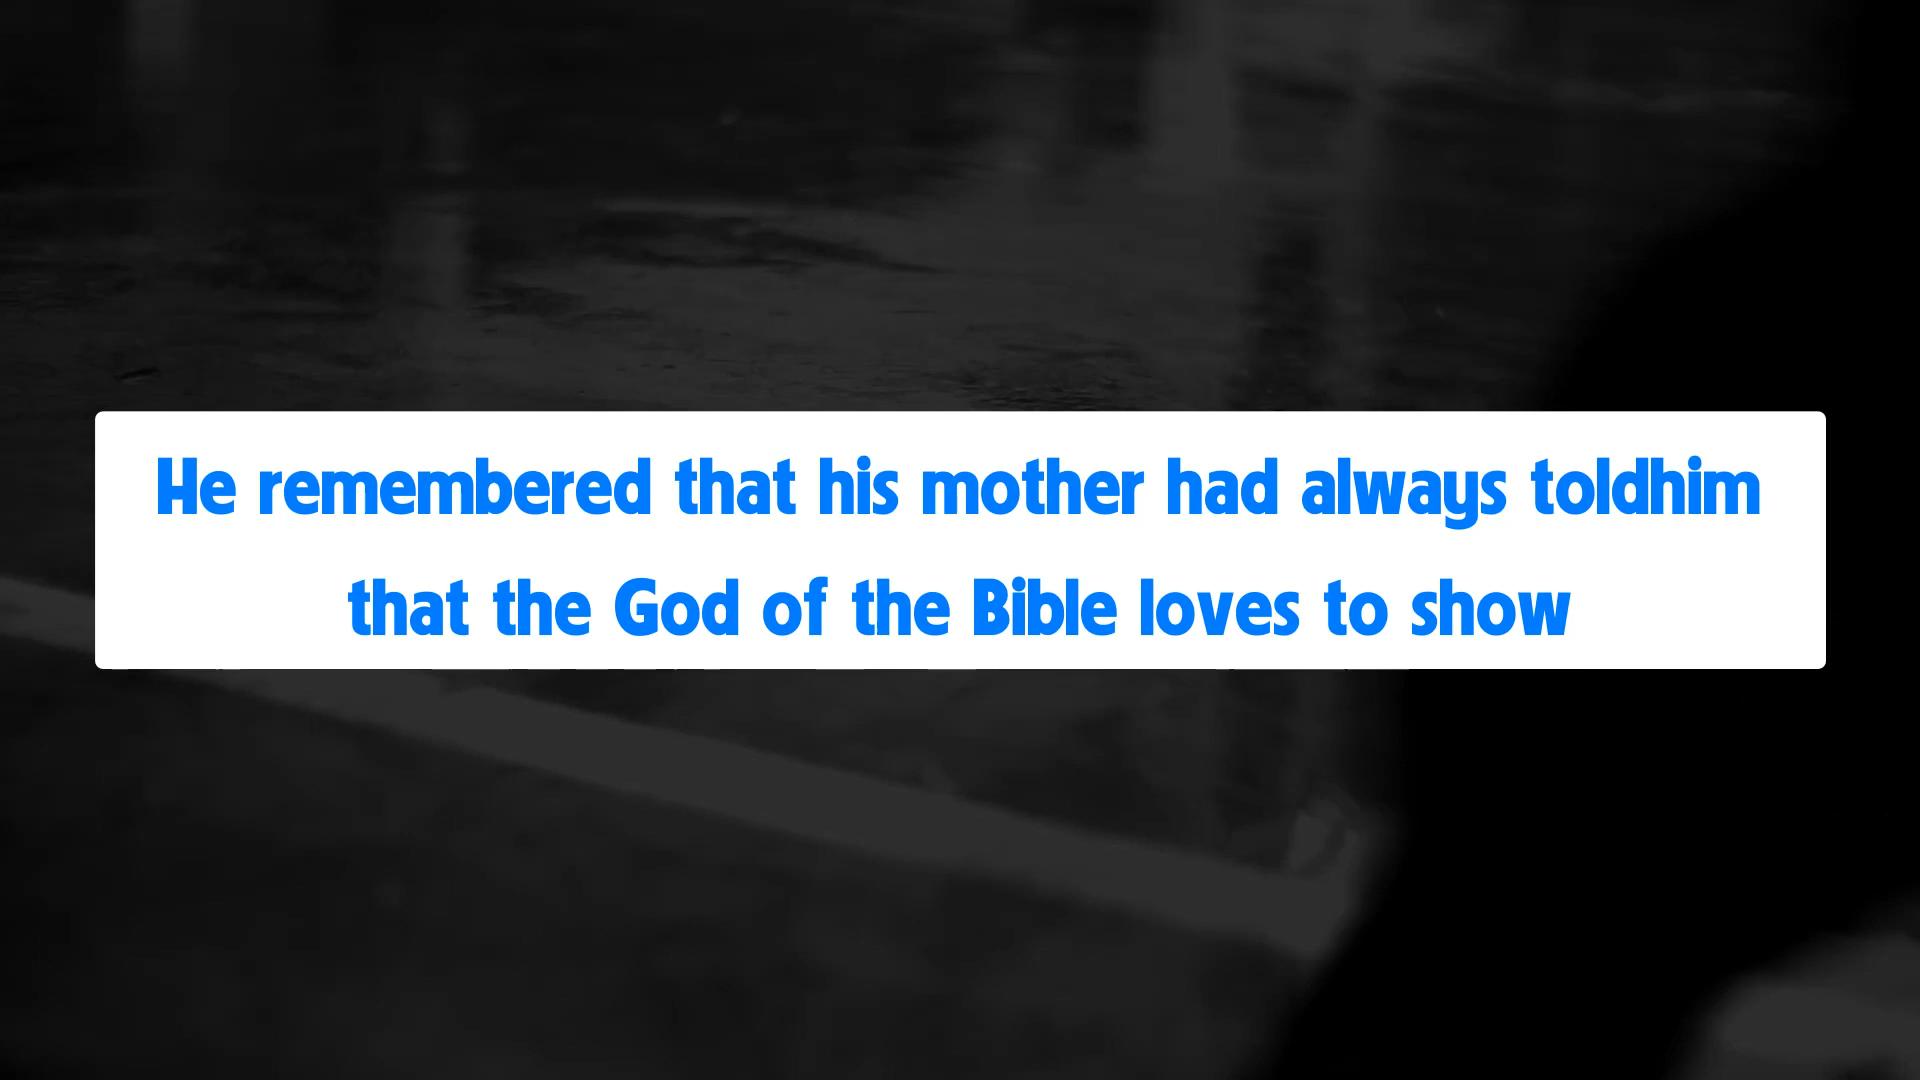 He remembered that his mother had always toldhim
that the God of the Bible loves to show